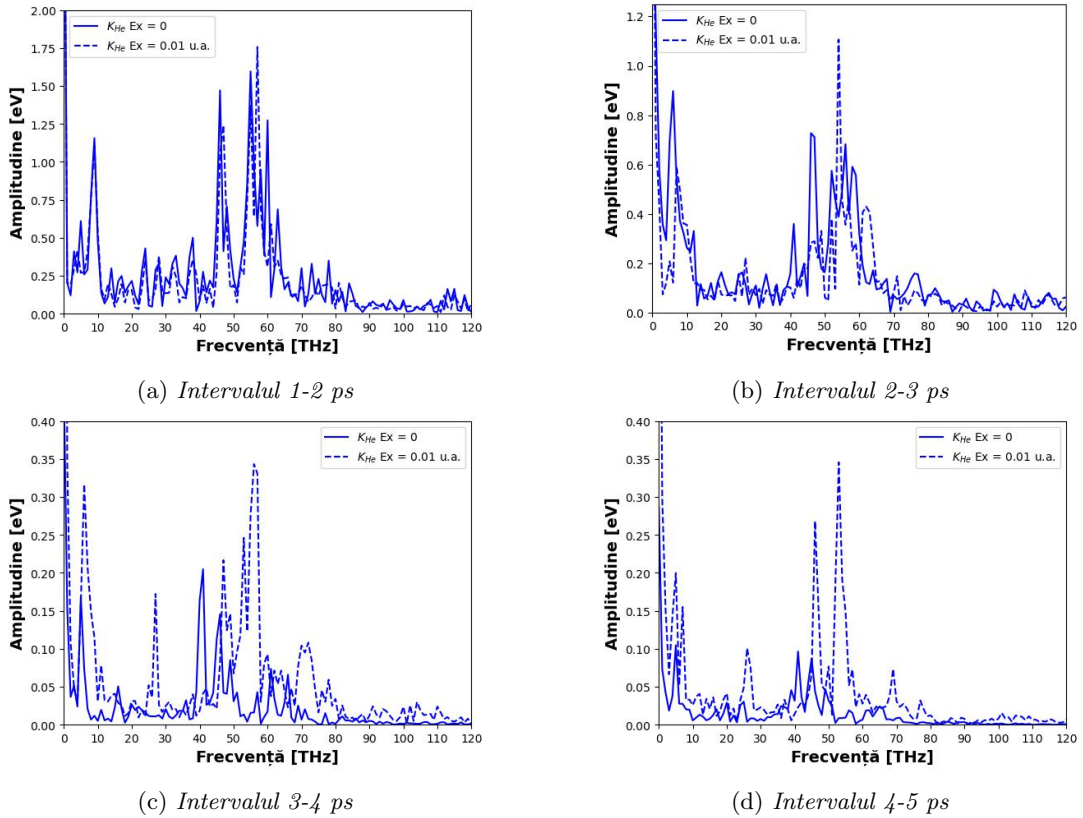 2.00
1.75
1.50
1.25
1.00
0.75
0.50
0.25
0.00
Amplitudine [eV]
K_He Ex = 0
K_He Ex = 0.01 u.a.
0 10 20 30 40 50 60 70 80 90 100 110 120
Frecvență [THz]
(a) Intervalul 1-2 ps
1.2
1.0
0.8
0.6
0.4
0.2
0.0
Amplitudine [eV]
K_He Ex = 0
K_He Ex = 0.01 u.a.
0 10 20 30 40 50 60 70 80 90 100 110 120
Frecvență [THz]
(b) Intervalul 2-3 ps
0.40
0.35
0.30
0.25
0.20
0.15
0.10
0.05
0.00
Amplitudine [eV]
K_He Ex = 0
K_He Ex = 0.01 u.a.
0 10 20 30 40 50 60 70 80 90 100 110 120
Frecvență [THz]
(c) Intervalul 3-4 ps
0.40
0.35
0.30
0.25
0.20
0.15
0.10
0.05
0.00
Amplitudine [eV]
K_He Ex = 0
K_He Ex = 0.01 u.a.
0 10 20 30 40 50 60 70 80 90 100 110 120
Frecvență [THz]
(d) Intervalul 4-5 ps